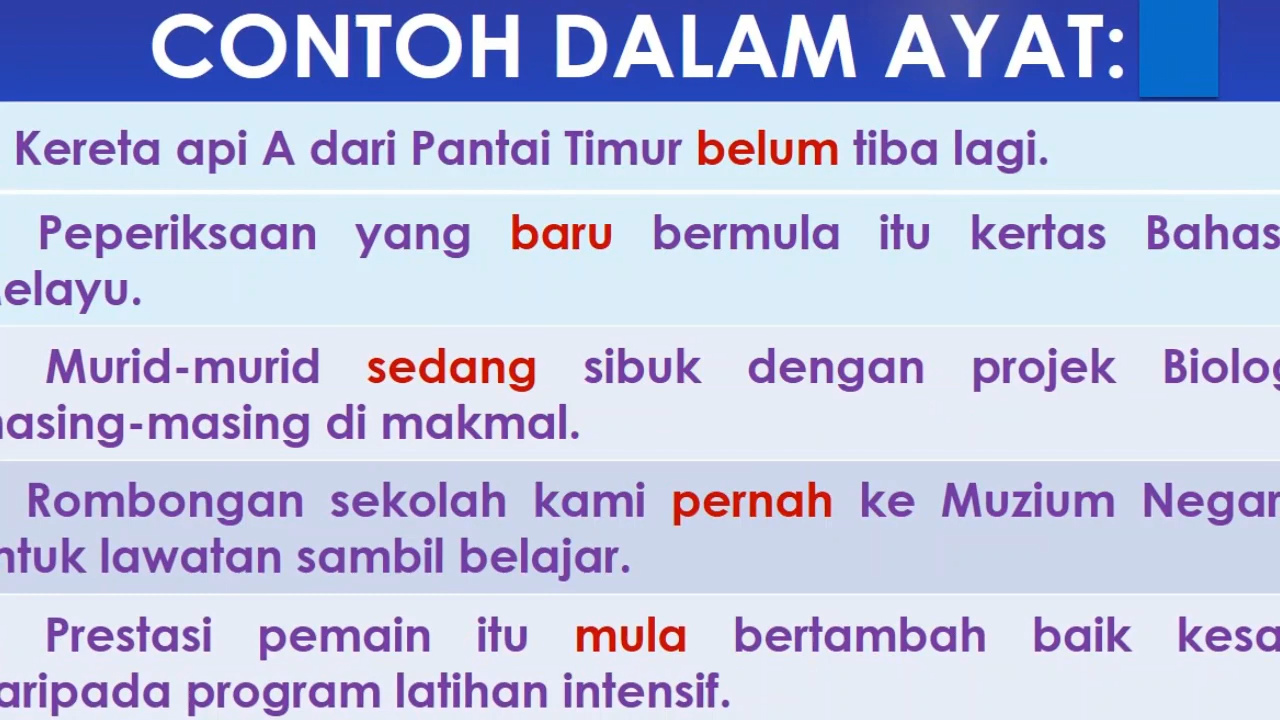 CONTOH DALAM AYAT:
Kereta api A dari Pantai Timur belum tiba lagi.
Peperiksaan yang baru bermula itu kertas Bahas
elayu.
Murid-murid sedang sibuk dengan projek Biolog
asing-masing di makmal.
Rombongan sekolah kami pernah ke Muzium Negar
ntuk lawatan sambil belajar.
Prestasi pemain itu mula bertambah baik kesa
aripada program latihan intensif.